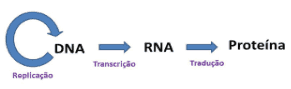 DNA RNA Proteína
Replicação Transcrição Tradução